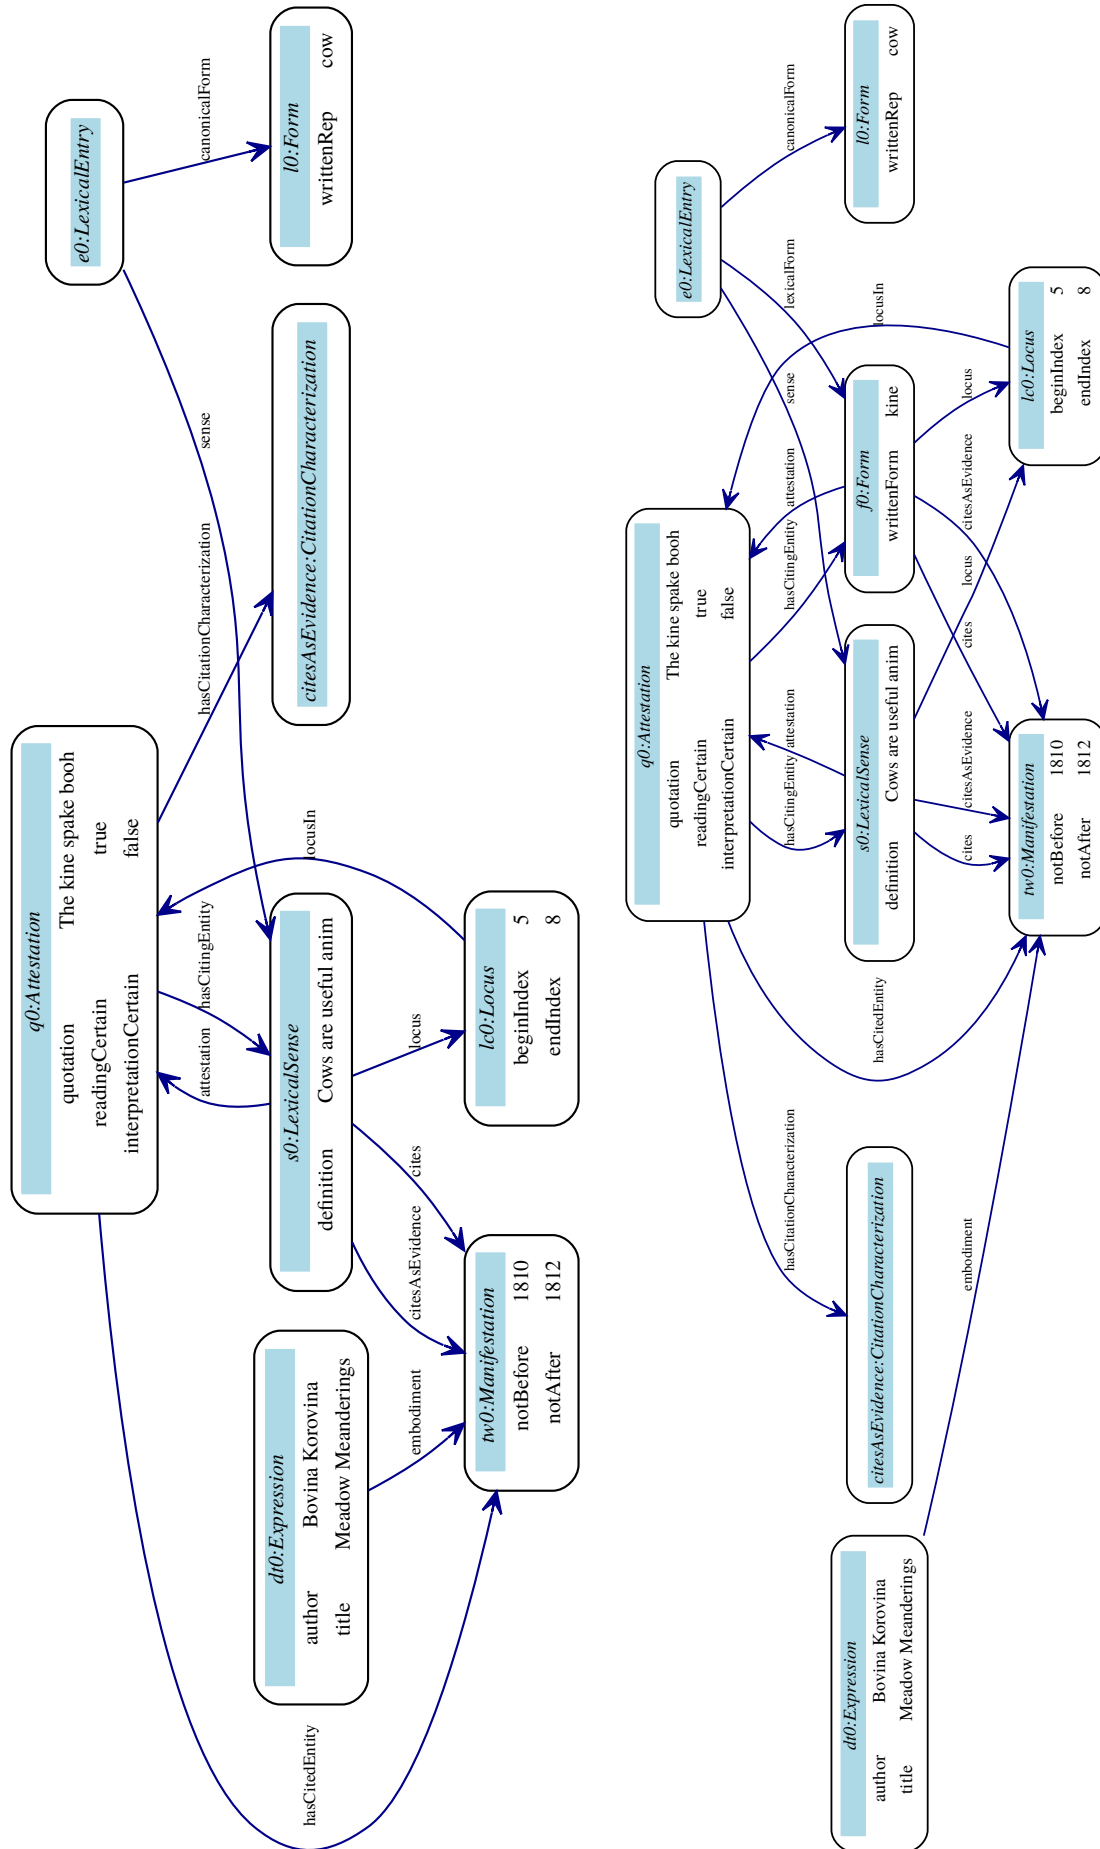 q0:Attestation
quotation The kine spake booh
readingCertain true
interpretationCertain false
e0:LexicalEntry
hasCitedEntity
attestation
hasCitingEntity
locusIn
hasCitationCharacterization
sense
canonicalForm
dt0:Expression
author Bovina Korovina
title Meadow Meanderings
s0:LexicalSense
definition Cows are useful anim
citesAsEvidence:CitationCharacterization
l0:Form
writtenRep cow
embodiment
citesAsEvidence
cites
locus
tw0:Manifestation
notBefore 1810
notAfter 1812
lc0:Locus
beginIndex 5
endIndex 8
q0:Attestation
quotation The kine spake booh
readingCertain true
interpretationCertain false
e0:LexicalEntry
hasCitationCharacterization
hasCitingEntity
attestation
hasCitingEntity
attestation
sense
lexicalForm
canonicalForm
dt0:Expression
author Bovina Korovina
title Meadow Meanderings
citesAsEvidence:CitationCharacterization
hasCitedEntity
s0:LexicalSense
definition Cows are useful anim
f0:Form
writtenForm kine
locusIn
l0:Form
writtenRep cow
embodiment
cites
citesAsEvidence
cites
locus
citesAsEvidence
locus
tw0:Manifestation
notBefore 1810
notAfter 1812
lc0:Locus
beginIndex 5
endIndex 8